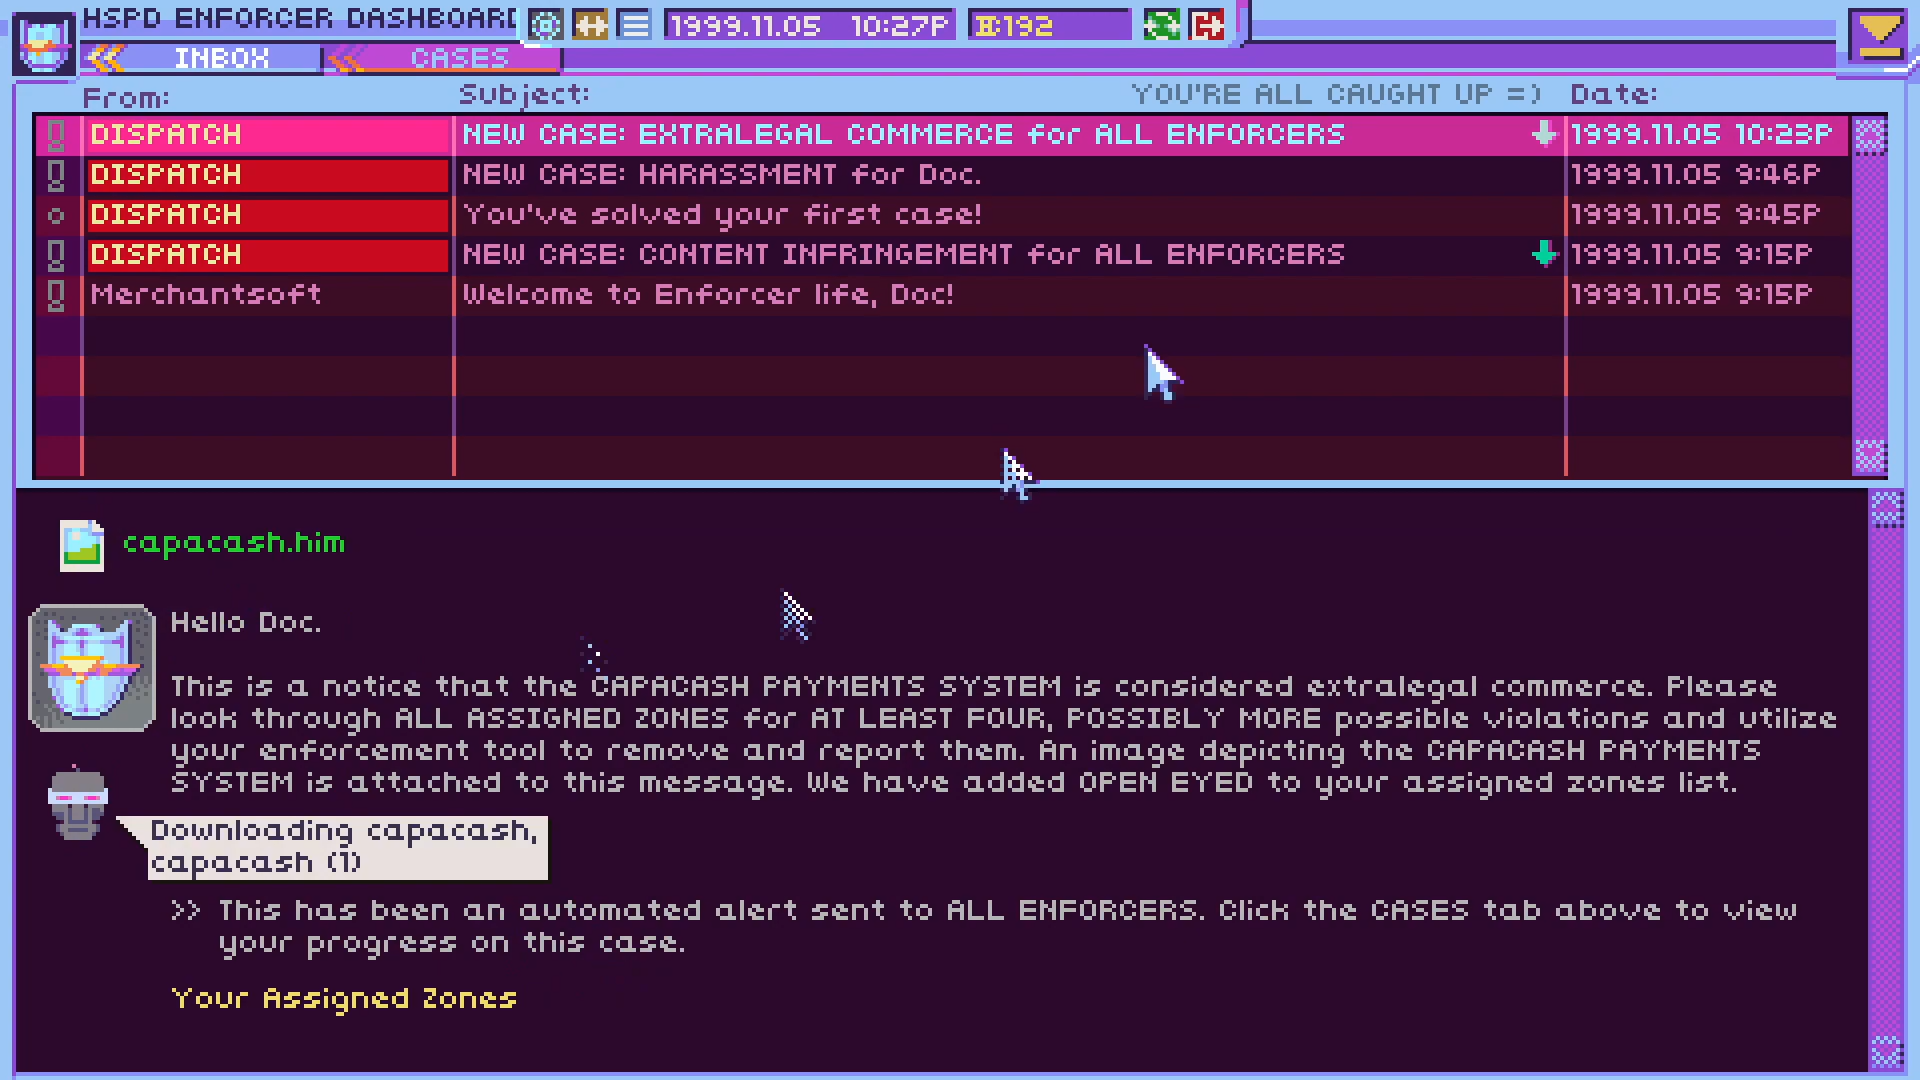 HSPD ENFORCER DASHBOARD
1999.11.05 10:27P
192
INBOX
CASES
From:
Subject:
YOU'RE ALL CAUGHT UP =)
Date:
DISPATCH NEW CASE: EXTRALEGAL COMMERCE for ALL ENFORCERS 1999.11.05 10:23P
DISPATCH NEW CASE: HARASSMENT for Doc. 1999.11.05 9:46P
DISPATCH You've solved your first case! 1999.11.05 9:45P
DISPATCH NEW CASE: CONTENT INFRINGEMENT for ALL ENFORCERS 1999.11.05 9:15P
Merchantsoft Welcome to Enforcer life, Doc! 1999.11.05 9:15P
capacash.him
Hello Doc.
This is a notice that the CAPACASH PAYMENTS SYSTEM is considered extralegal commerce. Please
look through ALL ASSIGNED ZONES for AT LEAST FOUR, POSSIBLY MORE possible violations and utilize
your enforcement tool to remove and report them. An image depicting the CAPACASH PAYMENTS
SYSTEM is attached to this message. We have added OPEN EYED to your assigned zones list.
Downloading capacash,
capacash (1)
>> This has been an automated alert sent to ALL ENFORCERS. Click the CASES tab above to view
your progress on this case.
Your Assigned Zones